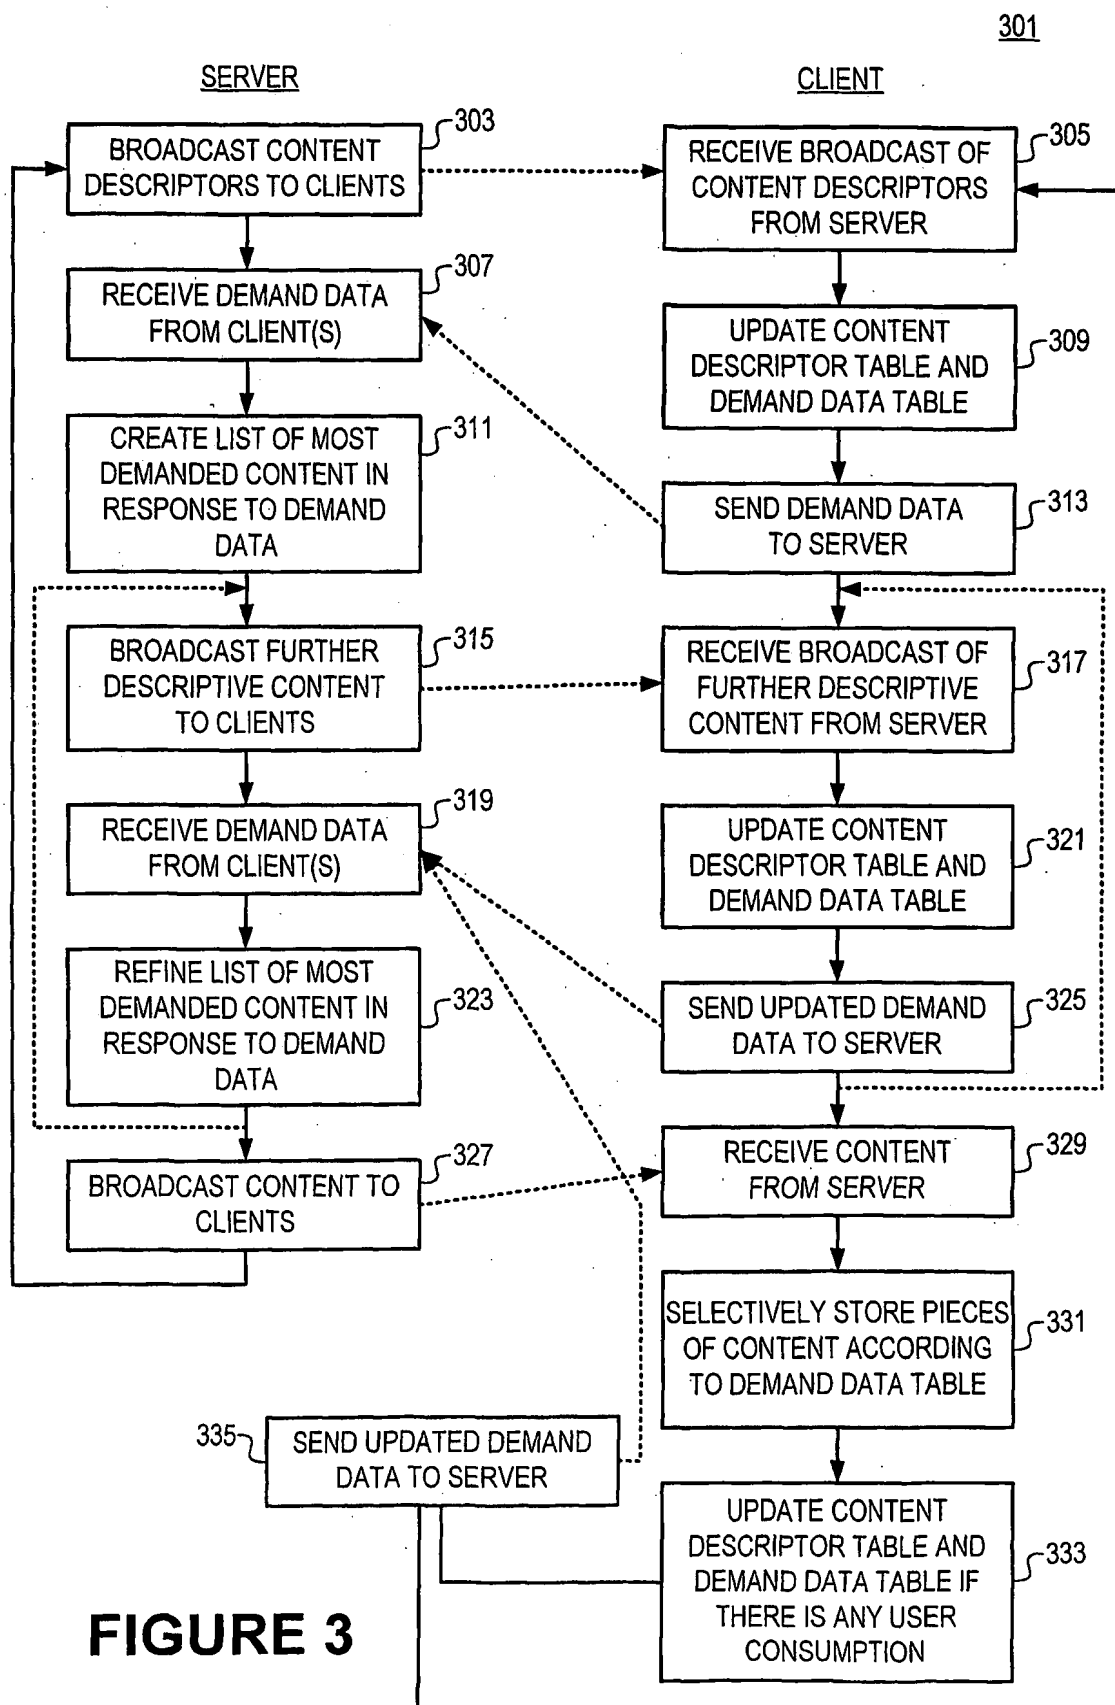 301
SERVER
CLIENT
303
BROADCAST CONTENT
DESCRIPTORS TO CLIENTS
305
RECEIVE BROADCAST OF
CONTENT DESCRIPTORS
FROM SERVER
307
RECEIVE DEMAND DATA
FROM CLIENT(S)
309
UPDATE CONTENT
DESCRIPTOR TABLE AND
DEMAND DATA TABLE
311
CREATE LIST OF MOST
DEMANDED CONTENT IN
RESPONSE TO DEMAND
DATA
313
SEND DEMAND DATA
TO SERVER
315
BROADCAST FURTHER
DESCRIPTIVE CONTENT
TO CLIENTS
317
RECEIVE BROADCAST OF
FURTHER DESCRIPTIVE
CONTENT FROM SERVER
319
RECEIVE DEMAND DATA
FROM CLIENT(S)
321
UPDATE CONTENT
DESCRIPTOR TABLE AND
DEMAND DATA TABLE
323
REFINE LIST OF MOST
DEMANDED CONTENT IN
RESPONSE TO DEMAND
DATA
325
SEND UPDATED DEMAND
DATA TO SERVER
327
BROADCAST CONTENT TO
CLIENTS
329
RECEIVE CONTENT
FROM SERVER
331
SELECTIVELY STORE PIECES
OF CONTENT ACCORDING
TO DEMAND DATA TABLE
335
SEND UPDATED DEMAND
DATA TO SERVER
333
UPDATE CONTENT
DESCRIPTOR TABLE AND
DEMAND DATA TABLE IF
THERE IS ANY USER
CONSUMPTION
FIGURE 3